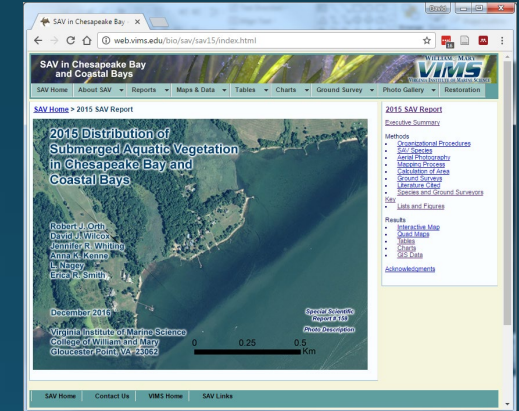 David
SAV in Chesapeake Bay
web.vims.edu/bio/sav/sav15/index.html
SAV in Chesapeake Bay
and Coastal Bays
WILLIAM & MARY
VIMS
VIRGINIA INSTITUTE OF MARINE SCIENCE
SAV Home About SAV Reports Maps & Data Tables Charts Ground Survey Photo Gallery Restoration
SAV Home > 2015 SAV Report
2015 Distribution of
Submerged Aquatic Vegetation
in Chesapeake Bay and
Coastal Bays
Robert J. Orth
David J. Wilcox
Jennifer R. Whiting
Anna K. Kenne
L. Nagey
Erica R. Smith
December 2016
Virginia Institute of Marine Science
College of William and Mary
Gloucester Point, VA 23062
Special Scientific
Report # 158
Photo Description
0 0.25 0.5
Km
2015 SAV Report
Executive Summary
Methods
Organizational Procedures
SAV Species
Aerial Photography
Mapping Process
Calculation of Area
Ground Surveys
Literature Cited
Species and Ground Surveyors
Key
Lists and Figures
Results
Interactive Map
Quad Maps
Tables
Charts
GIS Data
Acknowledgments
SAV Home Contact Us VIMS Home SAV Links